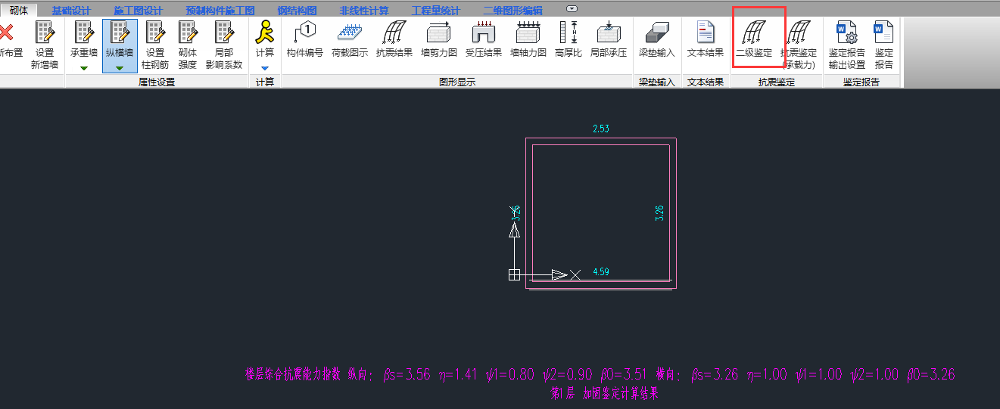 砌体 基础设计 施工图设计 预制构件施工图 钢结构图 非线性计算 工程量统计 二维图形编辑
新布置 设置 新增墙 承重墙 纵横墙 设置 柱钢筋 砌体 强度 局部 影响系数 计算 构件编号 荷载图示 抗震结果 墙剪力图 受压结果 墙轴力图 高厚比 局部承压 梁垫输入 文本结果 二级鉴定 抗震鉴定 (承载力) 鉴定报告 输出设置 鉴定 报告
属性设置 计算 图形显示 梁垫输入 文本结果 抗震鉴定 鉴定报告
2.53
3.26 3.26
4.59
X
楼层综合抗震能力指数 纵向: βs=3.56 η=1.41 ψ1=0.80 ψ2=0.90 β0=3.51 横向: βs=3.26 η=1.00 ψ1=1.00 ψ2=1.00 β0=3.26
第1层 加固鉴定计算结果